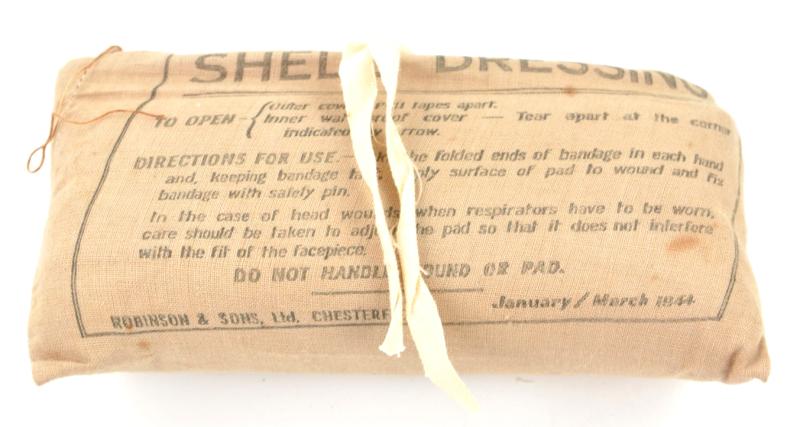 SHELL DRESSING
Outer cover Pull tapes apart.
TO OPEN - Inner waterproof cover — Tear apart at the corner
indicated by arrow.
DIRECTIONS FOR USE.— the folded ends of bandage in each hand
and, keeping bandage apply surface of pad to wound and fix
bandage with safety pin.
In the case of head wounds, when respirators have to be worn,
care should be taken to adjust the pad so that it does not interfere
with the fit of the facepiece.
DO NOT HANDLE WOUND OR PAD.
January/March 1944
ROBINSON & SONS, Ltd, CHESTERF